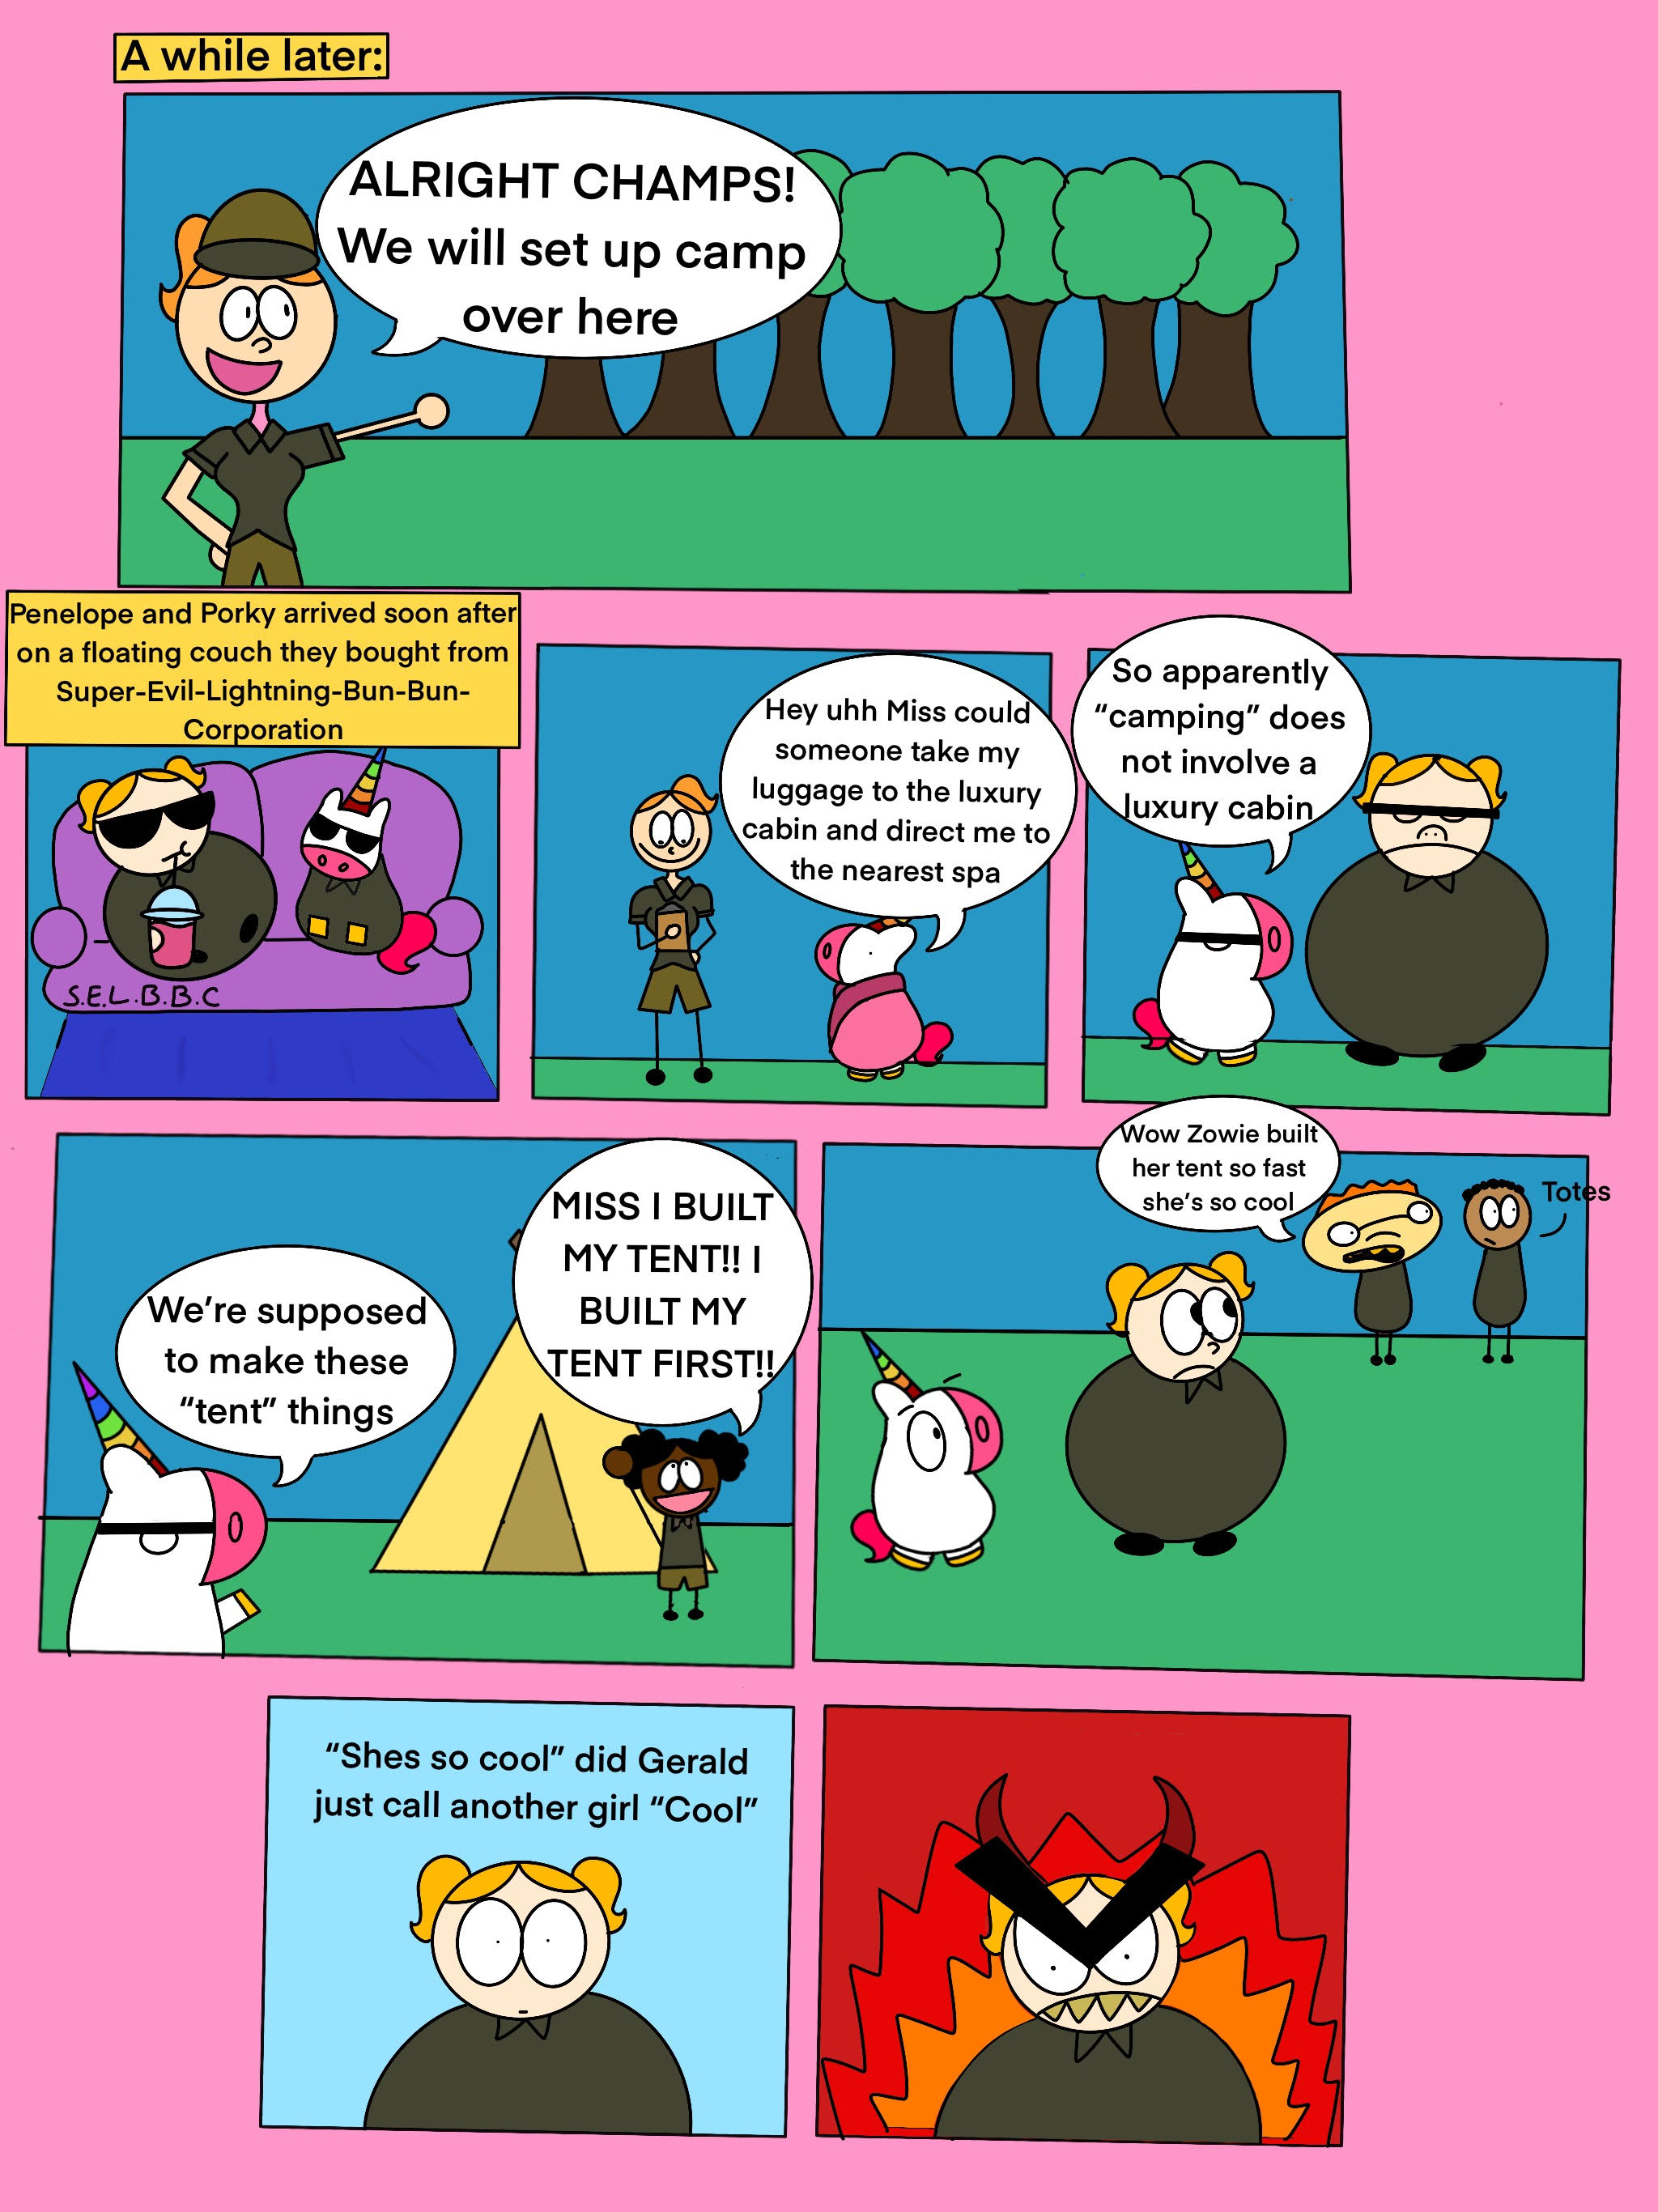 A while later:
ALRIGHT CHAMPS!
We will set up camp
over here
Penelope and Porky arrived soon after
on a floating couch they bought from
Super-Evil-Lightning-Bun-Bun-
Corporation
S.E.L.B.B.C
Hey uhh Miss could
someone take my
luggage to the luxury
cabin and direct me to
the nearest spa
So apparently
“camping” does
not involve a
luxury cabin
We’re supposed
to make these
“tent” things
MISS I BUILT
MY TENT!! I
BUILT MY
TENT FIRST!!
Wow Zowie built
her tent so fast
she’s so cool
Totes
“Shes so cool” did Gerald
just call another girl “Cool”